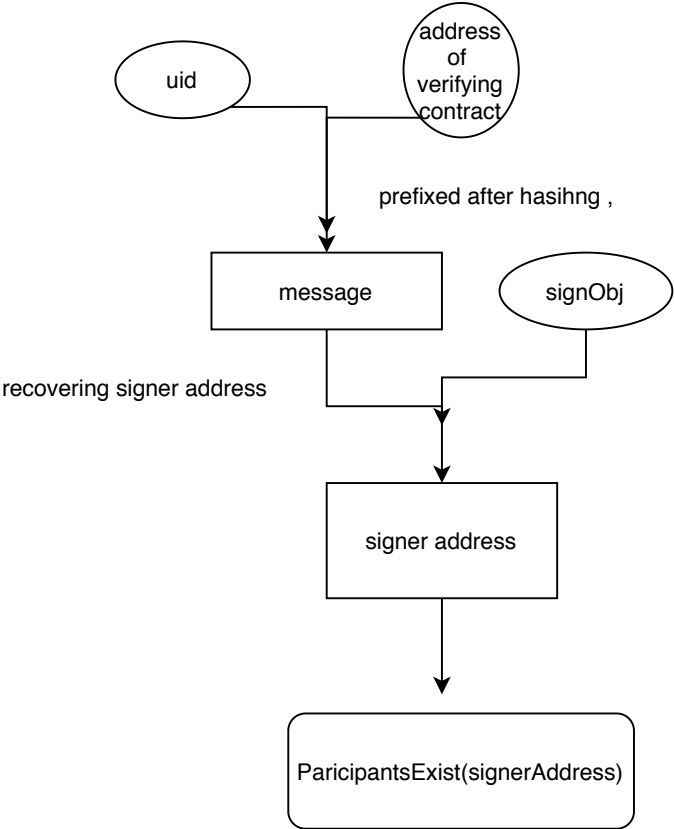 uid
address
of
verifying
contract
prefixed after hasihng ,
message
signObj
recovering signer address
signer address
ParicipantsExist(signerAddress)